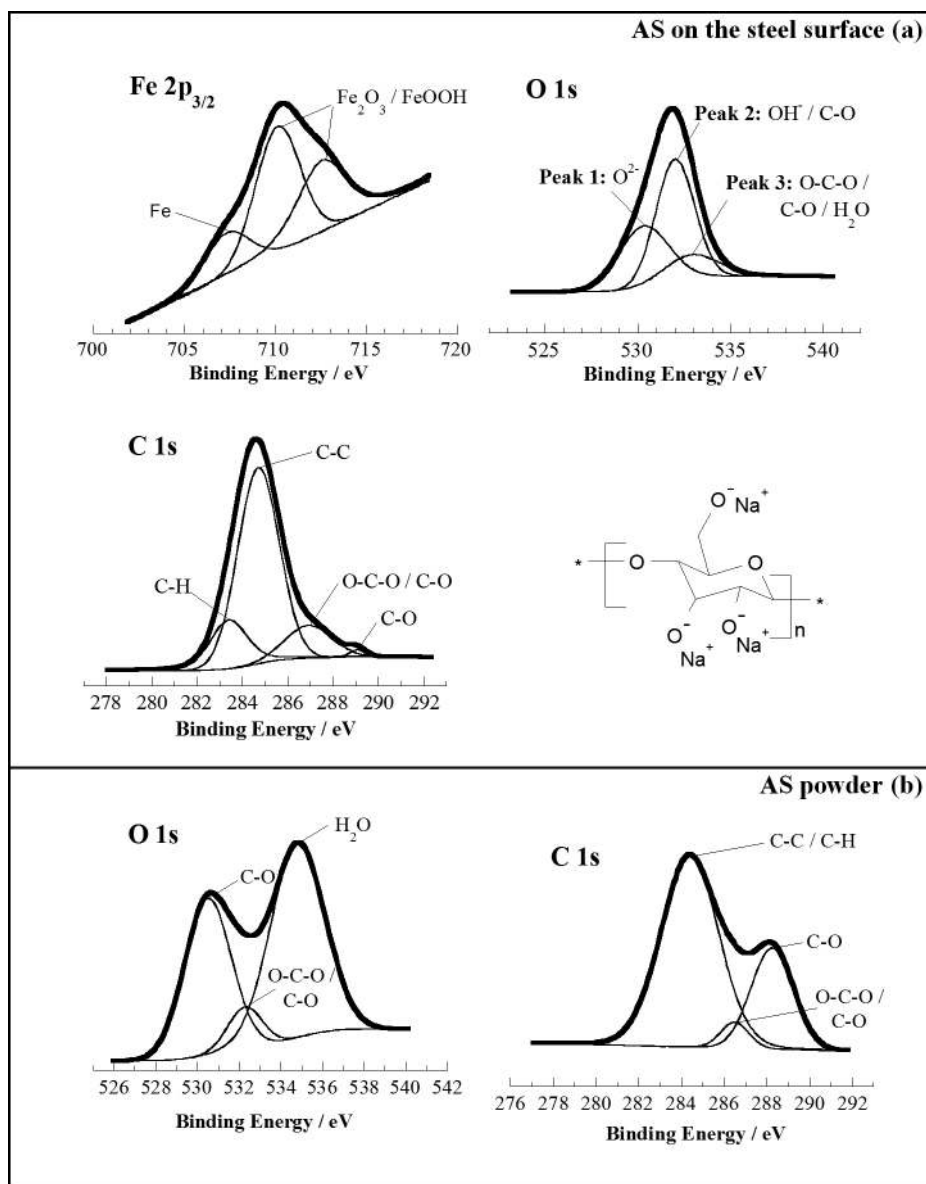 AS on the steel surface (a)
Fe 2p3/2
Fe2O3 / FeOOH
Fe
700 705 710 715 720
Binding Energy / eV
O 1s
Peak 2: OH- / C-O
Peak 1: O2-
Peak 3: O-C-O /
C-O / H2O
525 530 535 540
Binding Energy / eV
C 1s
C-C
C-H
O-C-O / C-O
C-O
278 280 282 284 286 288 290 292
Binding Energy / eV
O− Na+
* O O *
n
O− O− Na+
Na+
AS powder (b)
O 1s
H2O
C-O
O-C-O /
C-O
526 528 530 532 534 536 538 540 542
Binding Energy / eV
C 1s
C-C / C-H
C-O
O-C-O /
C-O
276 278 280 282 284 286 288 290 292
Binding Energy / eV